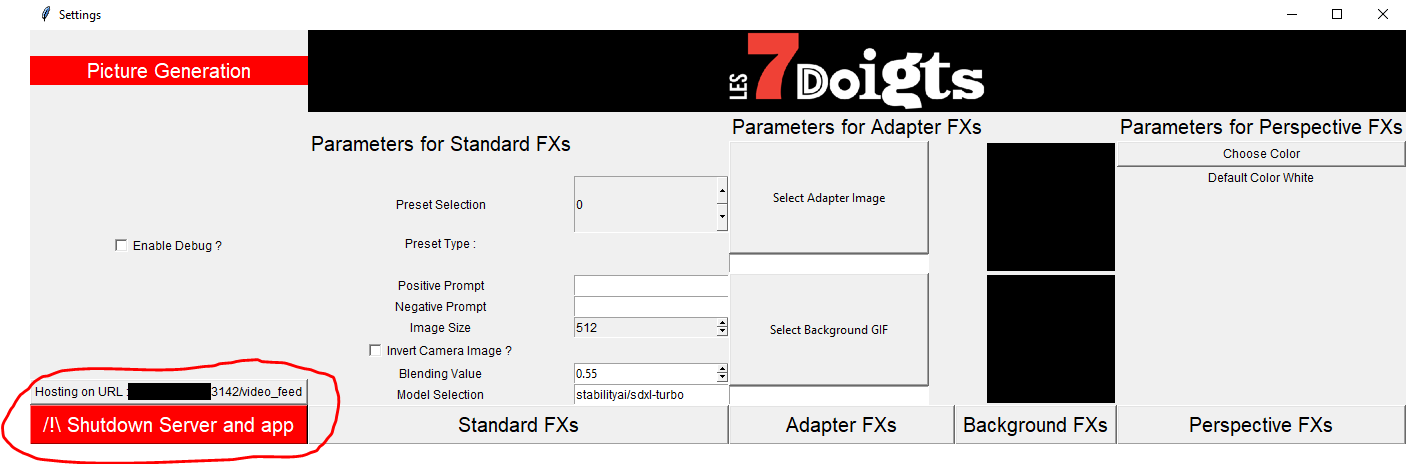 Settings
Picture Generation
LES 7 Doigts
Parameters for Standard FXs
Parameters for Adapter FXs
Parameters for Perspective FXs
Choose Color
Default Color White
Select Adapter Image
Preset Selection 0
Preset Type :
Enable Debug ?
Positive Prompt
Negative Prompt
Image Size 512
Select Background GIF
Invert Camera Image ?
Blending Value 0.55
Model Selection stabilityai/sdxl-turbo
Hosting on URL : 3142/video_feed
/!\ Shutdown Server and app
Standard FXs
Adapter FXs
Background FXs
Perspective FXs